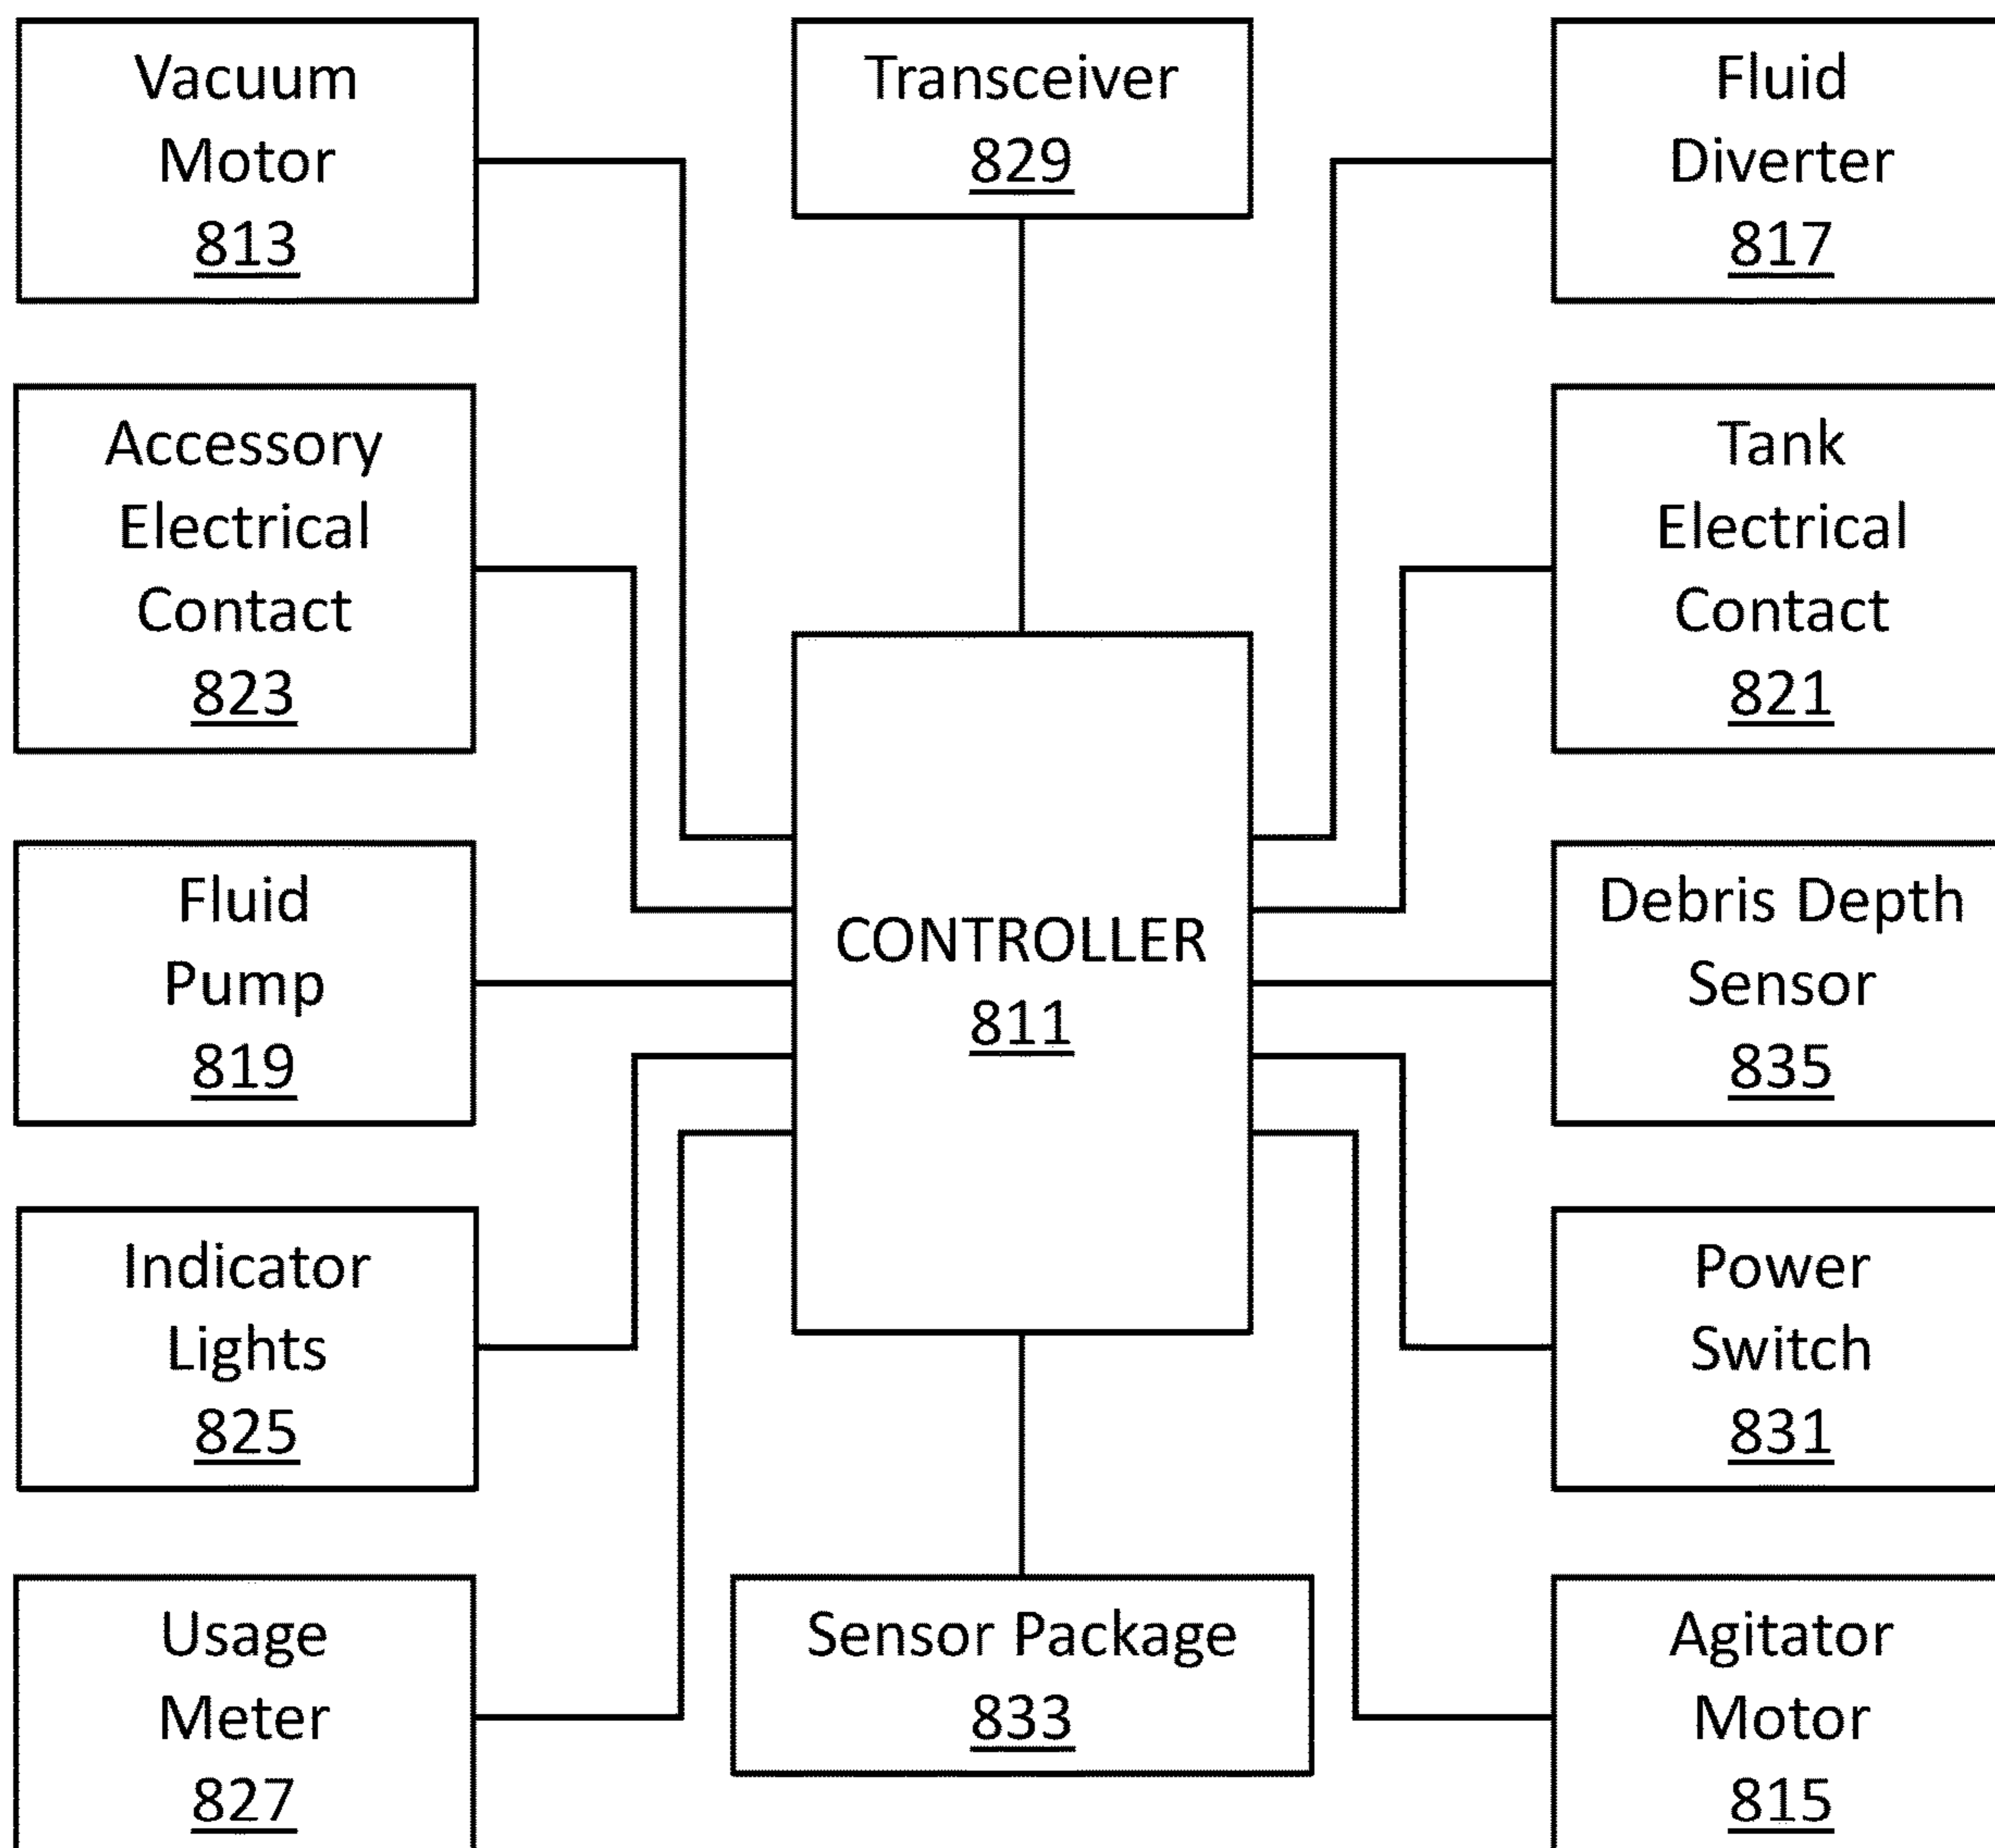 Vacuum
Motor
813
Transceiver
829
Fluid
Diverter
817
Accessory
Electrical
Contact
823
Tank
Electrical
Contact
821
CONTROLLER
811
Fluid
Pump
819
Debris Depth
Sensor
835
Indicator
Lights
825
Power
Switch
831
Usage
Meter
827
Sensor Package
833
Agitator
Motor
815